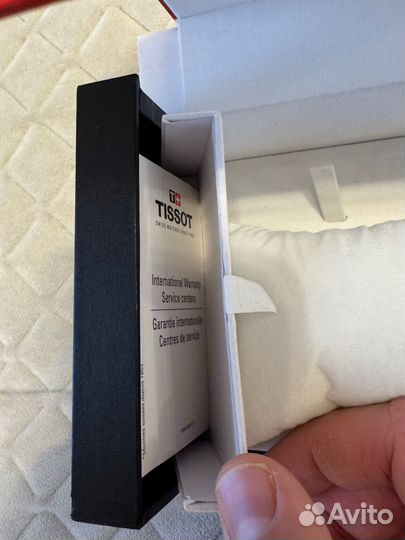 T+
TISSOT
SWISS WATCHES SINCE 1853
International Warranty
Service centers
Garantie internationale
Centres de service
Avito